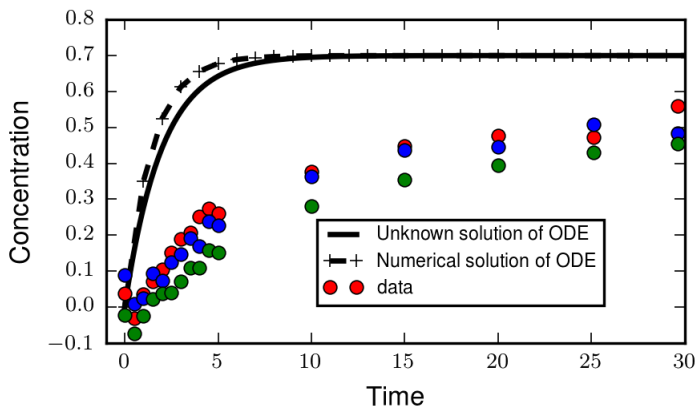 0.8
0.7
0.6
0.5
0.4
0.3
0.2
0.1
0.0
−0.1
Concentration
Unknown solution of ODE
Numerical solution of ODE
data
0 5 10 15 20 25 30
Time